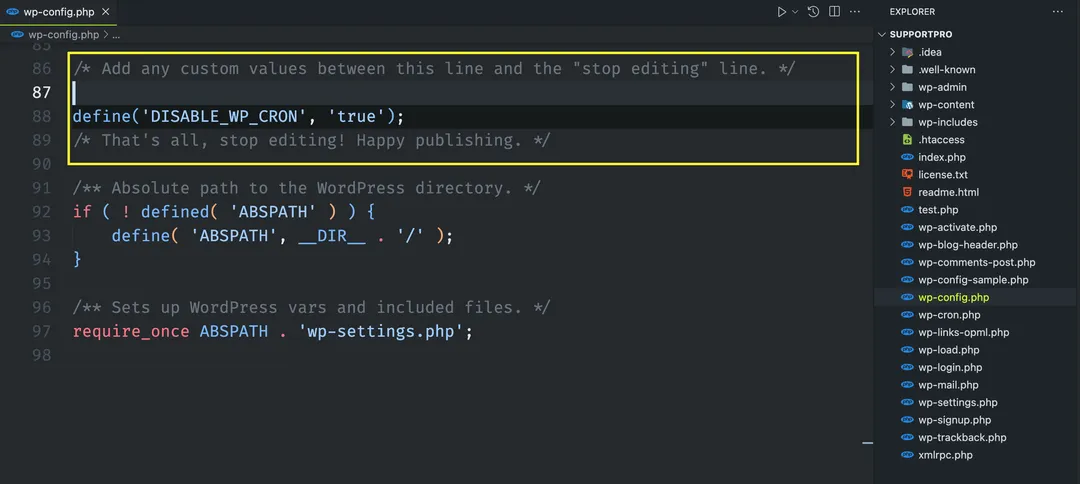 wp-config.php
wp-config.php > ...
85
86 /* Add any custom values between this line and the "stop editing" line. */
87
88 define('DISABLE_WP_CRON', 'true');
89 /* That's all, stop editing! Happy publishing. */
90
91 /** Absolute path to the WordPress directory. */
92 if ( ! defined( 'ABSPATH' ) ) {
93     define( 'ABSPATH', __DIR__ . '/' );
94 }
95
96 /** Sets up WordPress vars and included files. */
97 require_once ABSPATH . 'wp-settings.php';
98
EXPLORER
SUPPORTPRO
.idea
.well-known
wp-admin
wp-content
wp-includes
.htaccess
index.php
license.txt
readme.html
test.php
wp-activate.php
wp-blog-header.php
wp-comments-post.php
wp-config-sample.php
wp-config.php
wp-cron.php
wp-links-opml.php
wp-load.php
wp-login.php
wp-mail.php
wp-settings.php
wp-signup.php
wp-trackback.php
xmlrpc.php